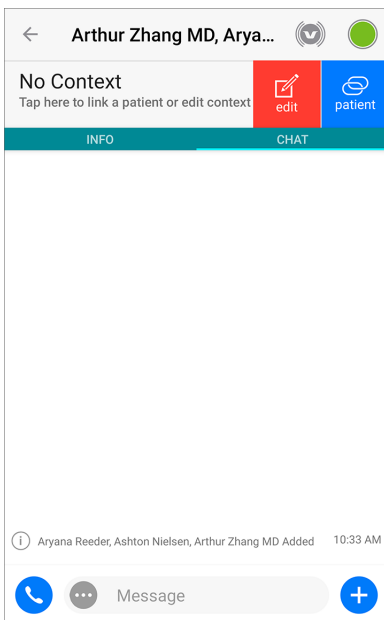 Arthur Zhang MD, Arya...
No Context
Tap here to link a patient or edit context
edit
patient
INFO
CHAT
Aryana Reeder, Ashton Nielsen, Arthur Zhang MD Added
10:33 AM
Message